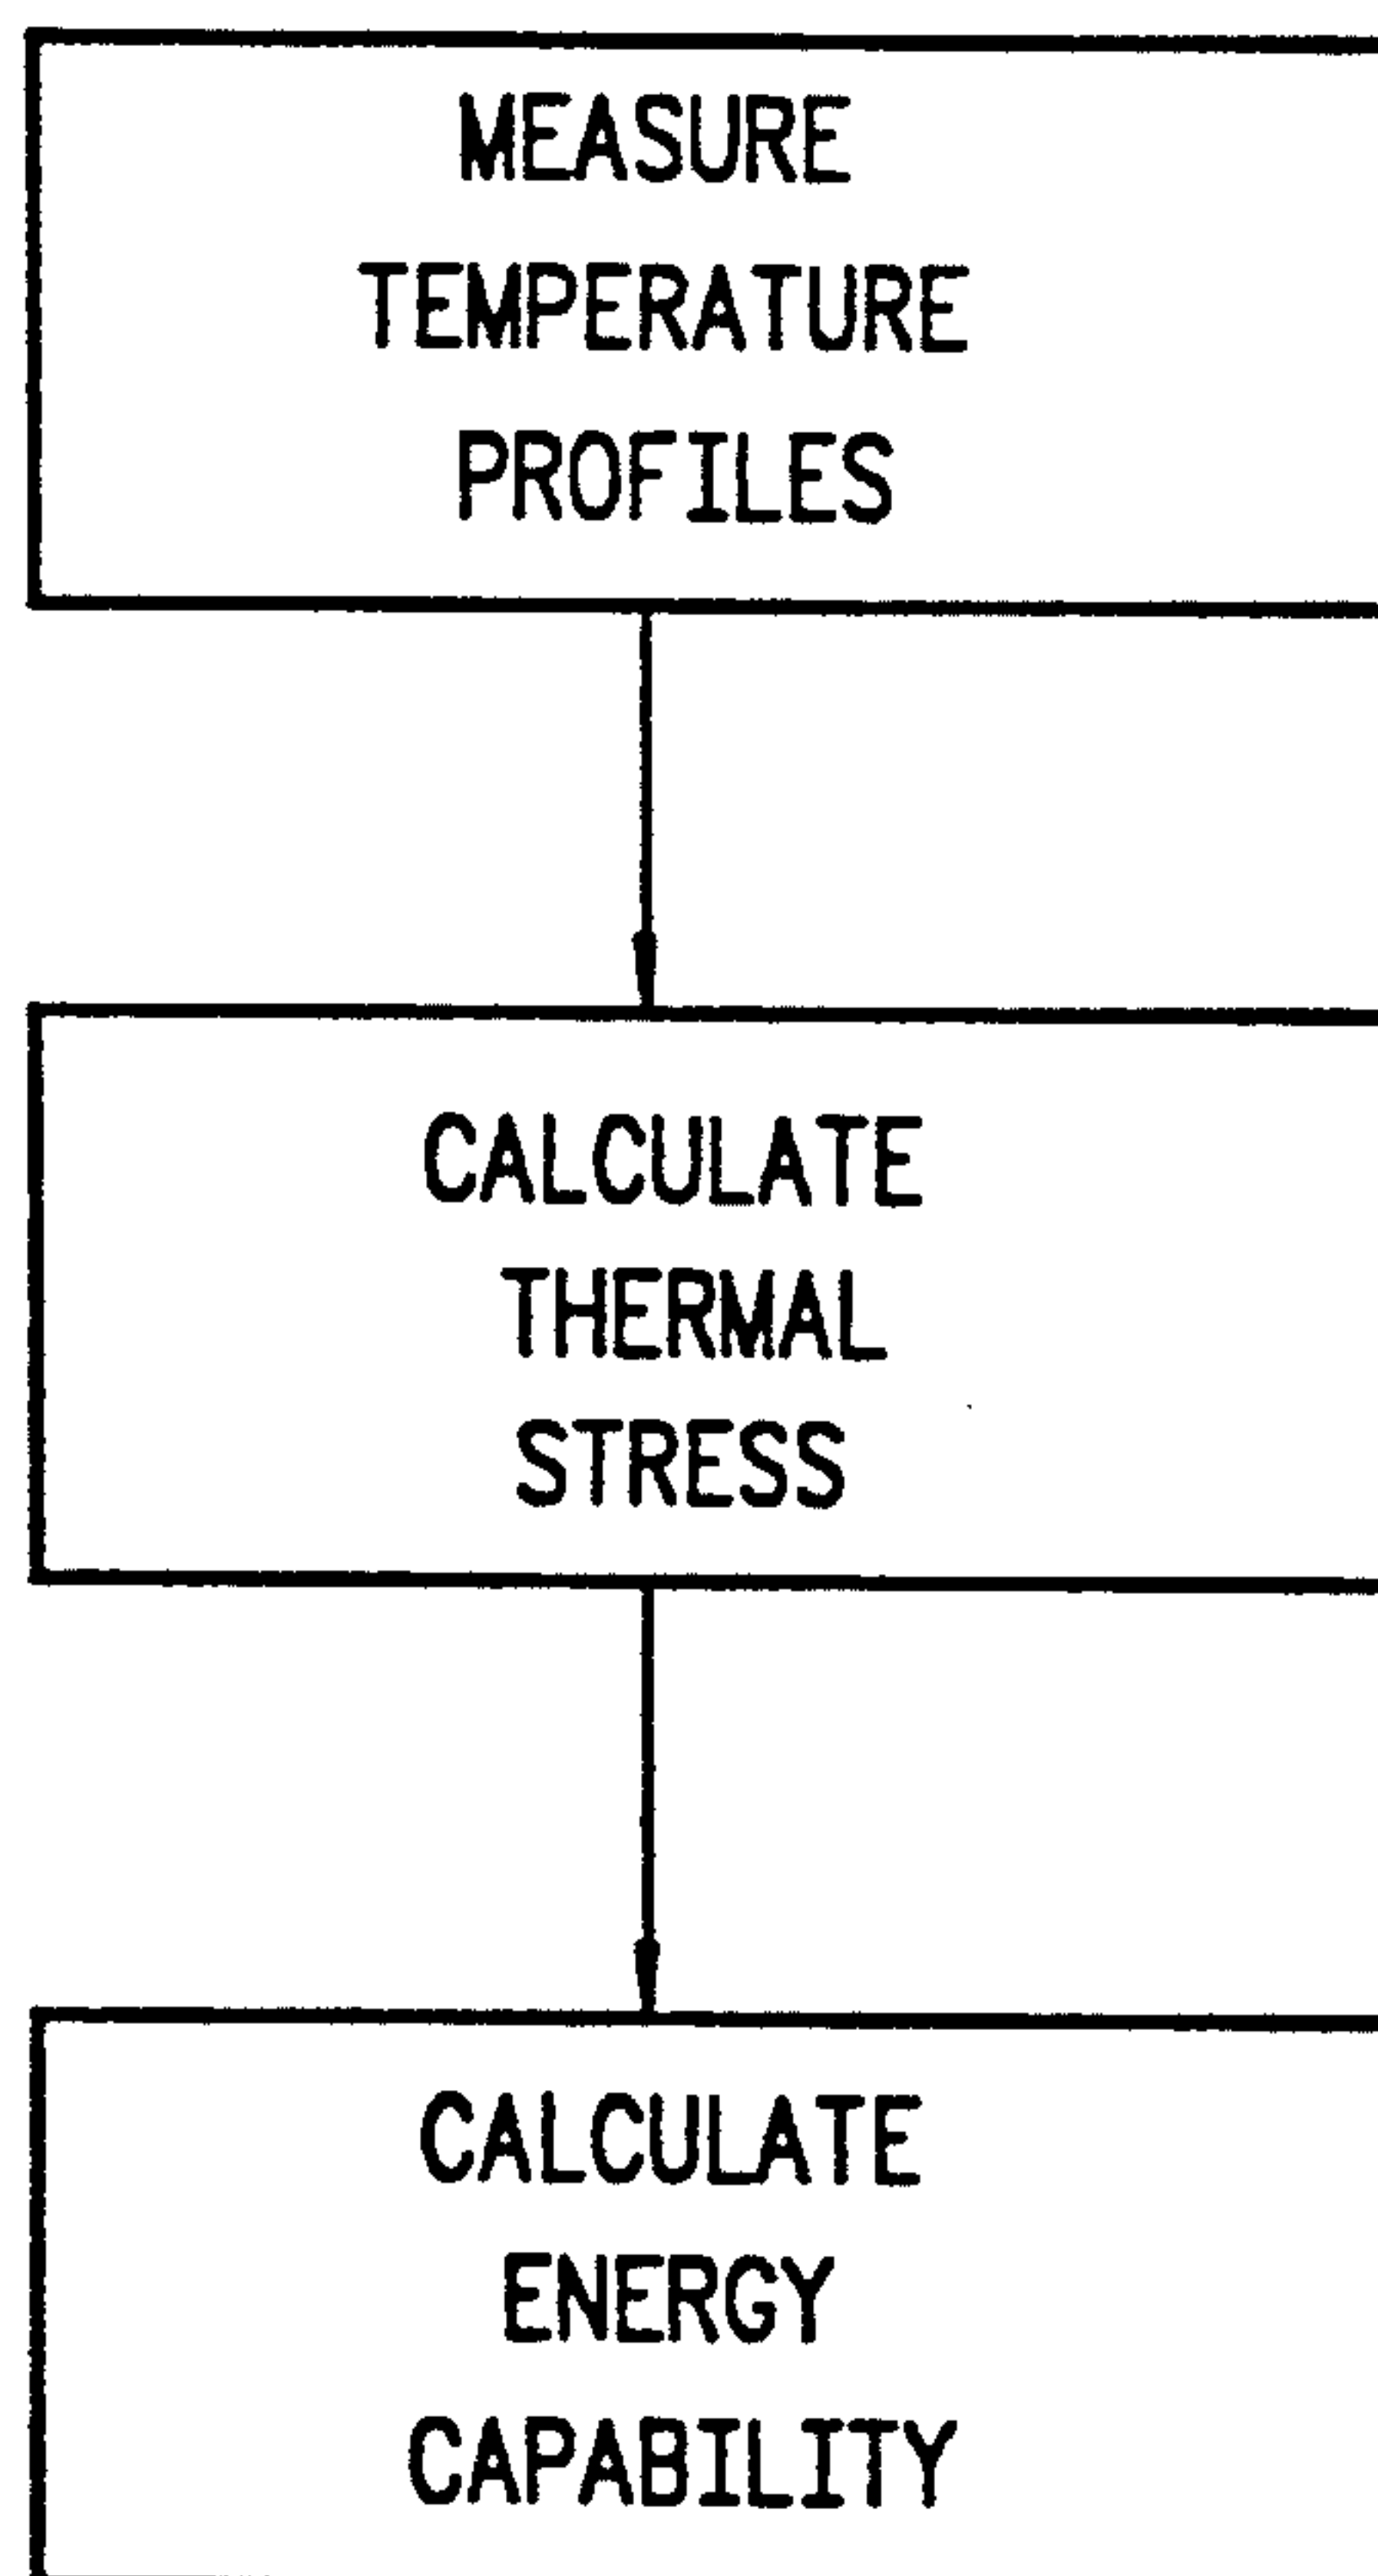 MEASURE
TEMPERATURE
PROFILES
CALCULATE
THERMAL
STRESS
CALCULATE
ENERGY
CAPABILITY